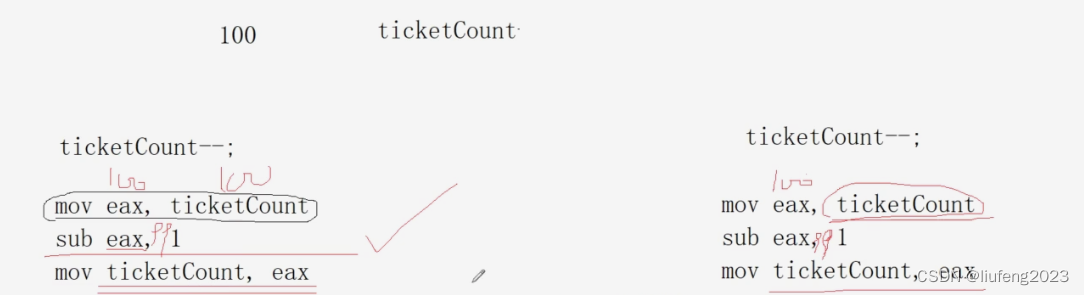 100 ticketCount
ticketCount--;
100 100
mov eax, ticketCount
sub eax, 1
99
mov ticketCount, eax
ticketCount--;
100
mov eax, ticketCount
sub eax, 1
99
mov ticketCount, eax
CSDN @liufeng2023